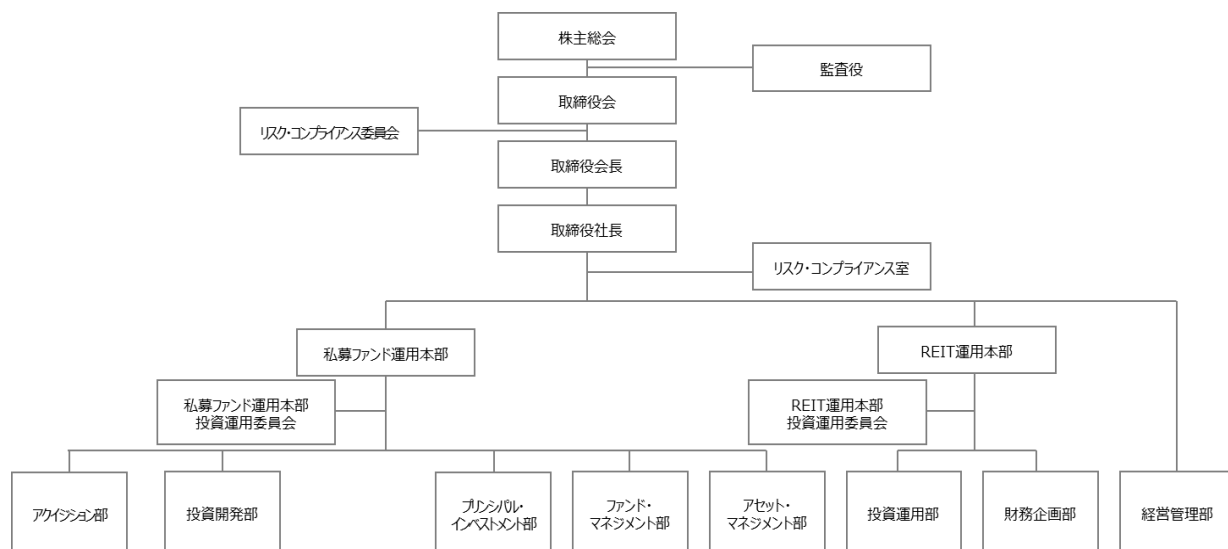 株主総会
監査役
取締役会
リスク・コンプライアンス委員会
取締役会長
取締役社長
リスク・コンプライアンス室
私募ファンド運用本部
REIT運用本部
私募ファンド運用本部
投資運用委員会
REIT運用本部
投資運用委員会
アクイジション部
投資開発部
プリンシパル・
インベストメント部
ファンド・
マネジメント部
アセット・
マネジメント部
投資運用部
財務企画部
経営管理部